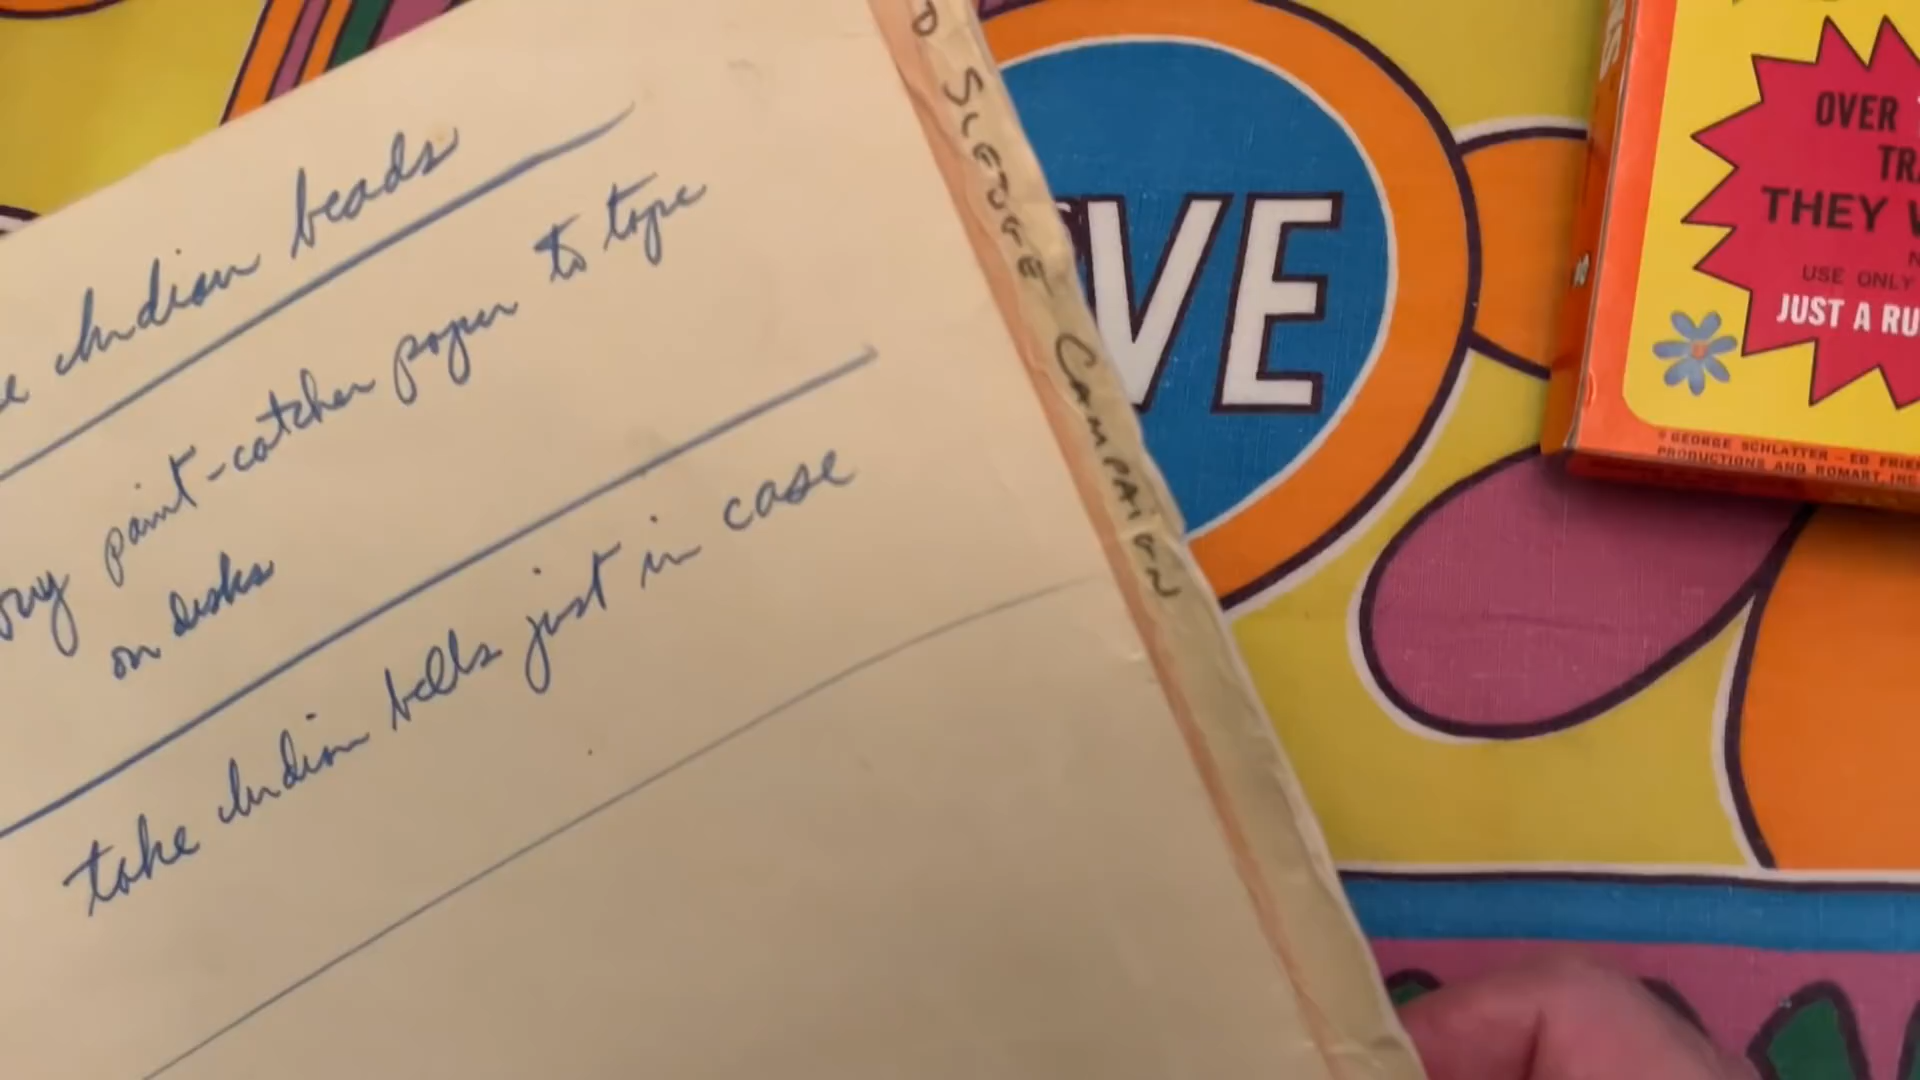 Indian beads
paint-catcher paper to tape
on desks
take Indian bells just in case
D SLEDGE CAMPAIGN
VE
OVER
THEY
USE ONLY
JUST A RU
© GEORGE SCHLATTER - ED FRIE
PRODUCTIONS AND ROMART, INC.